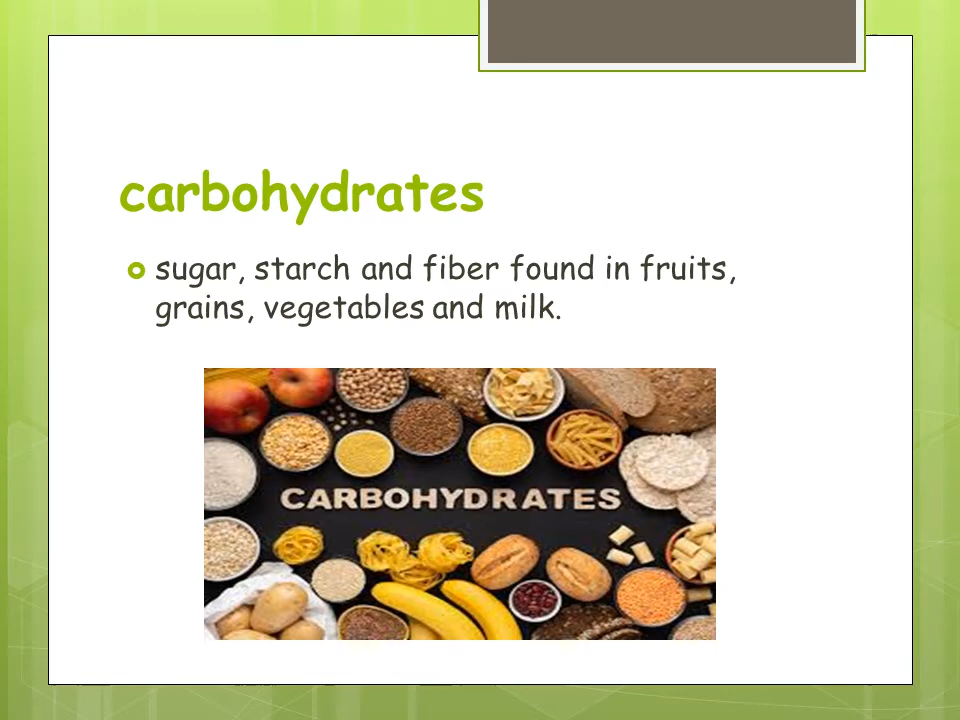 carbohydrates
sugar, starch and fiber found in fruits,
grains, vegetables and milk.
CARBOHYDRATES